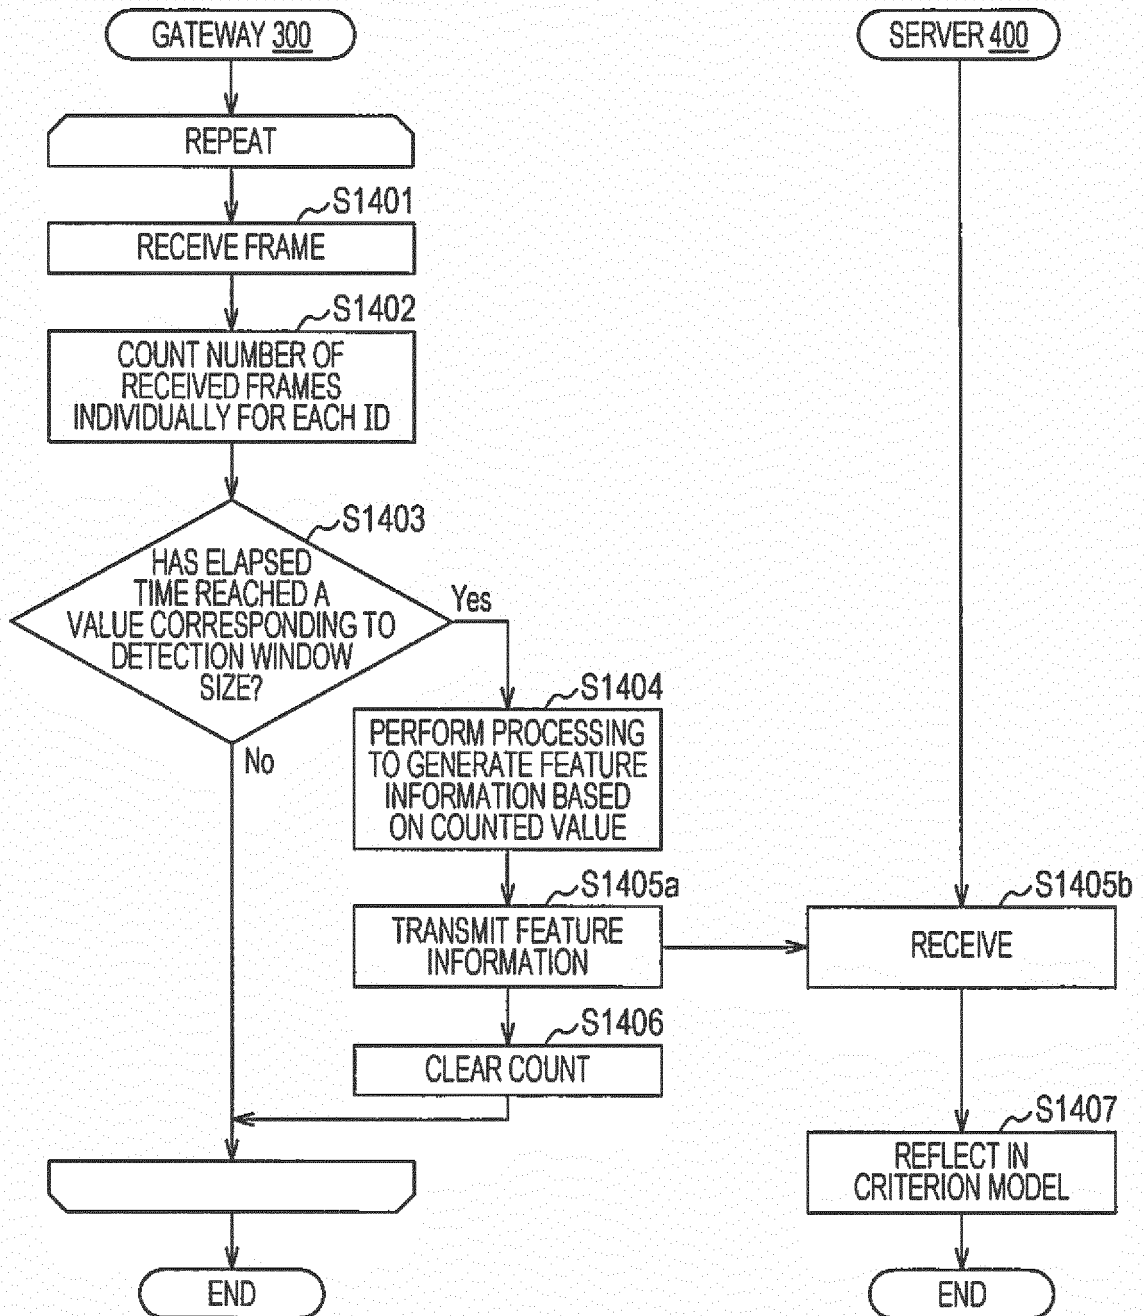 GATEWAY 300
SERVER 400
REPEAT
S1401
RECEIVE FRAME
S1402
COUNT NUMBER OF
RECEIVED FRAMES
INDIVIDUALLY FOR EACH ID
S1403
HAS ELAPSED
TIME REACHED A
VALUE CORRESPONDING TO
DETECTION WINDOW
SIZE?
Yes
No
S1404
PERFORM PROCESSING
TO GENERATE FEATURE
INFORMATION BASED
ON COUNTED VALUE
S1405a
TRANSMIT FEATURE
INFORMATION
S1405b
RECEIVE
S1406
CLEAR COUNT
S1407
REFLECT IN
CRITERION MODEL
END
END